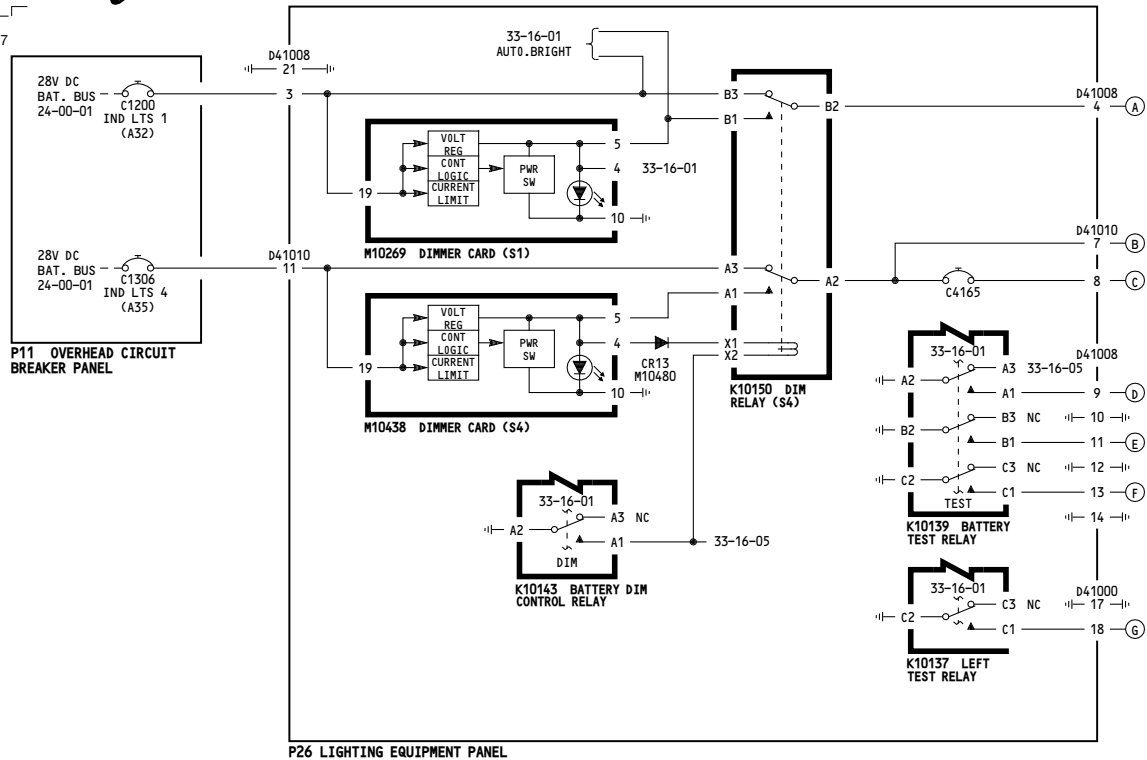 7
33-16-01
AUTO.BRIGHT
D41008
21
28V DC
BAT. BUS
24-00-01
C1200
IND LTS 1
(A32)
3
B3
B2
B1
D41008
4 A
VOLT
REG
CONT
LOGIC
CURRENT
LIMIT
PWR
SW
19
5
4 33-16-01
10
M10269 DIMMER CARD (S1)
28V DC
BAT. BUS
24-00-01
C1306
IND LTS 4
(A35)
D41010
11
A3
A2
A1
D41010
7 B
C4165
8 C
VOLT
REG
CONT
LOGIC
CURRENT
LIMIT
PWR
SW
19
5
4
CR13
M10480
10
X1
X2
K10150 DIM
RELAY (S4)
M10438 DIMMER CARD (S4)
P11 OVERHEAD CIRCUIT
BREAKER PANEL
33-16-01
D41008
A2
A3 33-16-05
A1 9 D
B2
B3 NC 10
B1 11 E
C2
C3 NC 12
C1 13 F
TEST
14
K10139 BATTERY
TEST RELAY
33-16-01
A2
A3 NC
A1 33-16-05
DIM
K10143 BATTERY DIM
CONTROL RELAY
33-16-01
D41000
C2
C3 NC 17
C1 18 G
K10137 LEFT
TEST RELAY
P26 LIGHTING EQUIPMENT PANEL